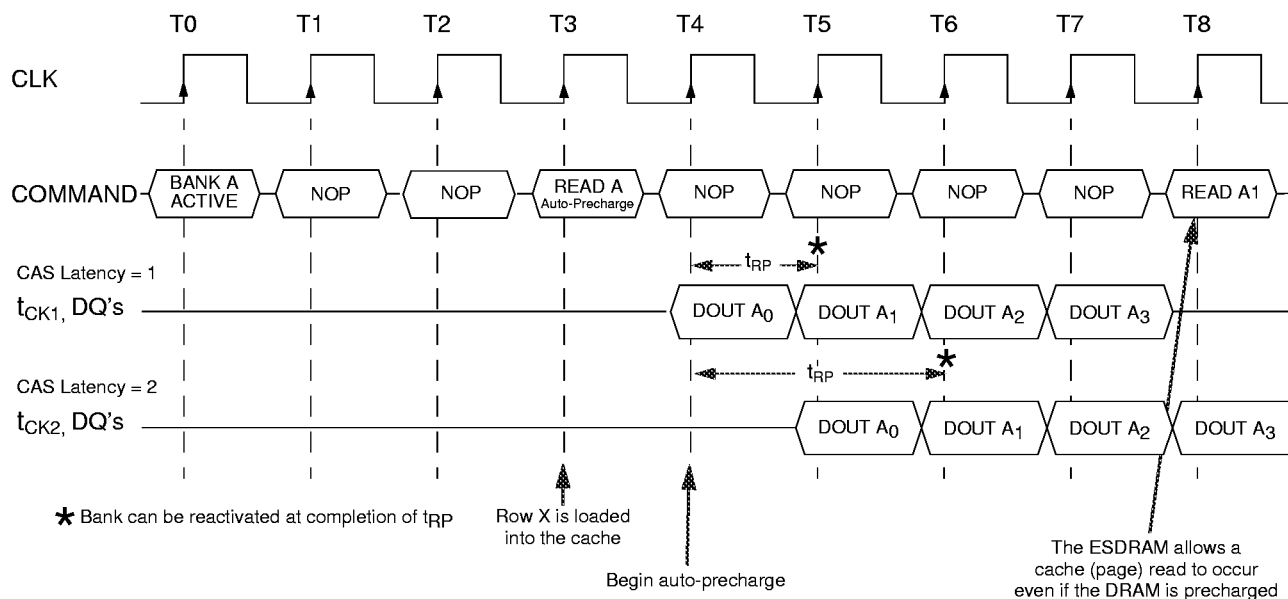 T0 T1 T2 T3 T4 T5 T6 T7 T8
CLK
COMMAND
BANK A
ACTIVE
NOP
NOP
READ A
Auto-Precharge
NOP
NOP
NOP
NOP
READ A1
tRP
*
CAS Latency = 1
tCK1, DQ's
DOUT A0
DOUT A1
DOUT A2
DOUT A3
tRP
*
CAS Latency = 2
tCK2, DQ's
DOUT A0
DOUT A1
DOUT A2
DOUT A3
* Bank can be reactivated at completion of tRP
Row X is loaded
into the cache
Begin auto-precharge
The ESDRAM allows a
cache (page) read to occur
even if the DRAM is precharged